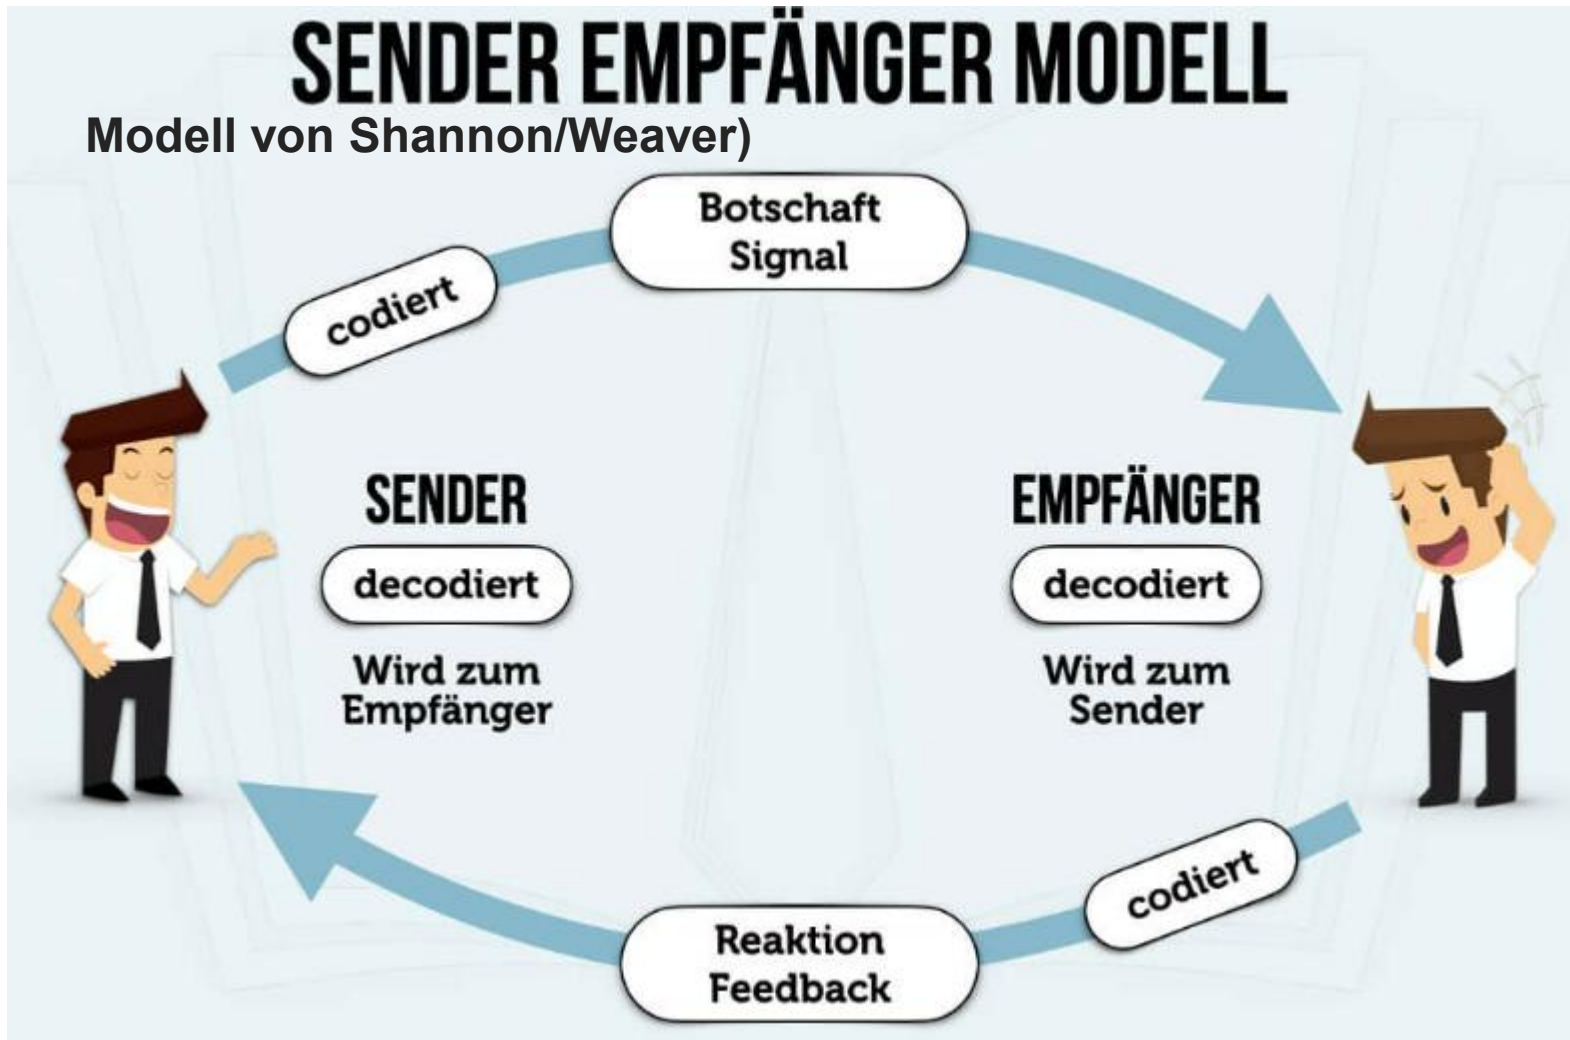 SENDER EMPFÄNGER MODELL
Modell von Shannon/Weaver)
Botschaft
Signal
codiert
SENDER
decodiert
Wird zum
Empfänger
EMPFÄNGER
decodiert
Wird zum
Sender
codiert
Reaktion
Feedback